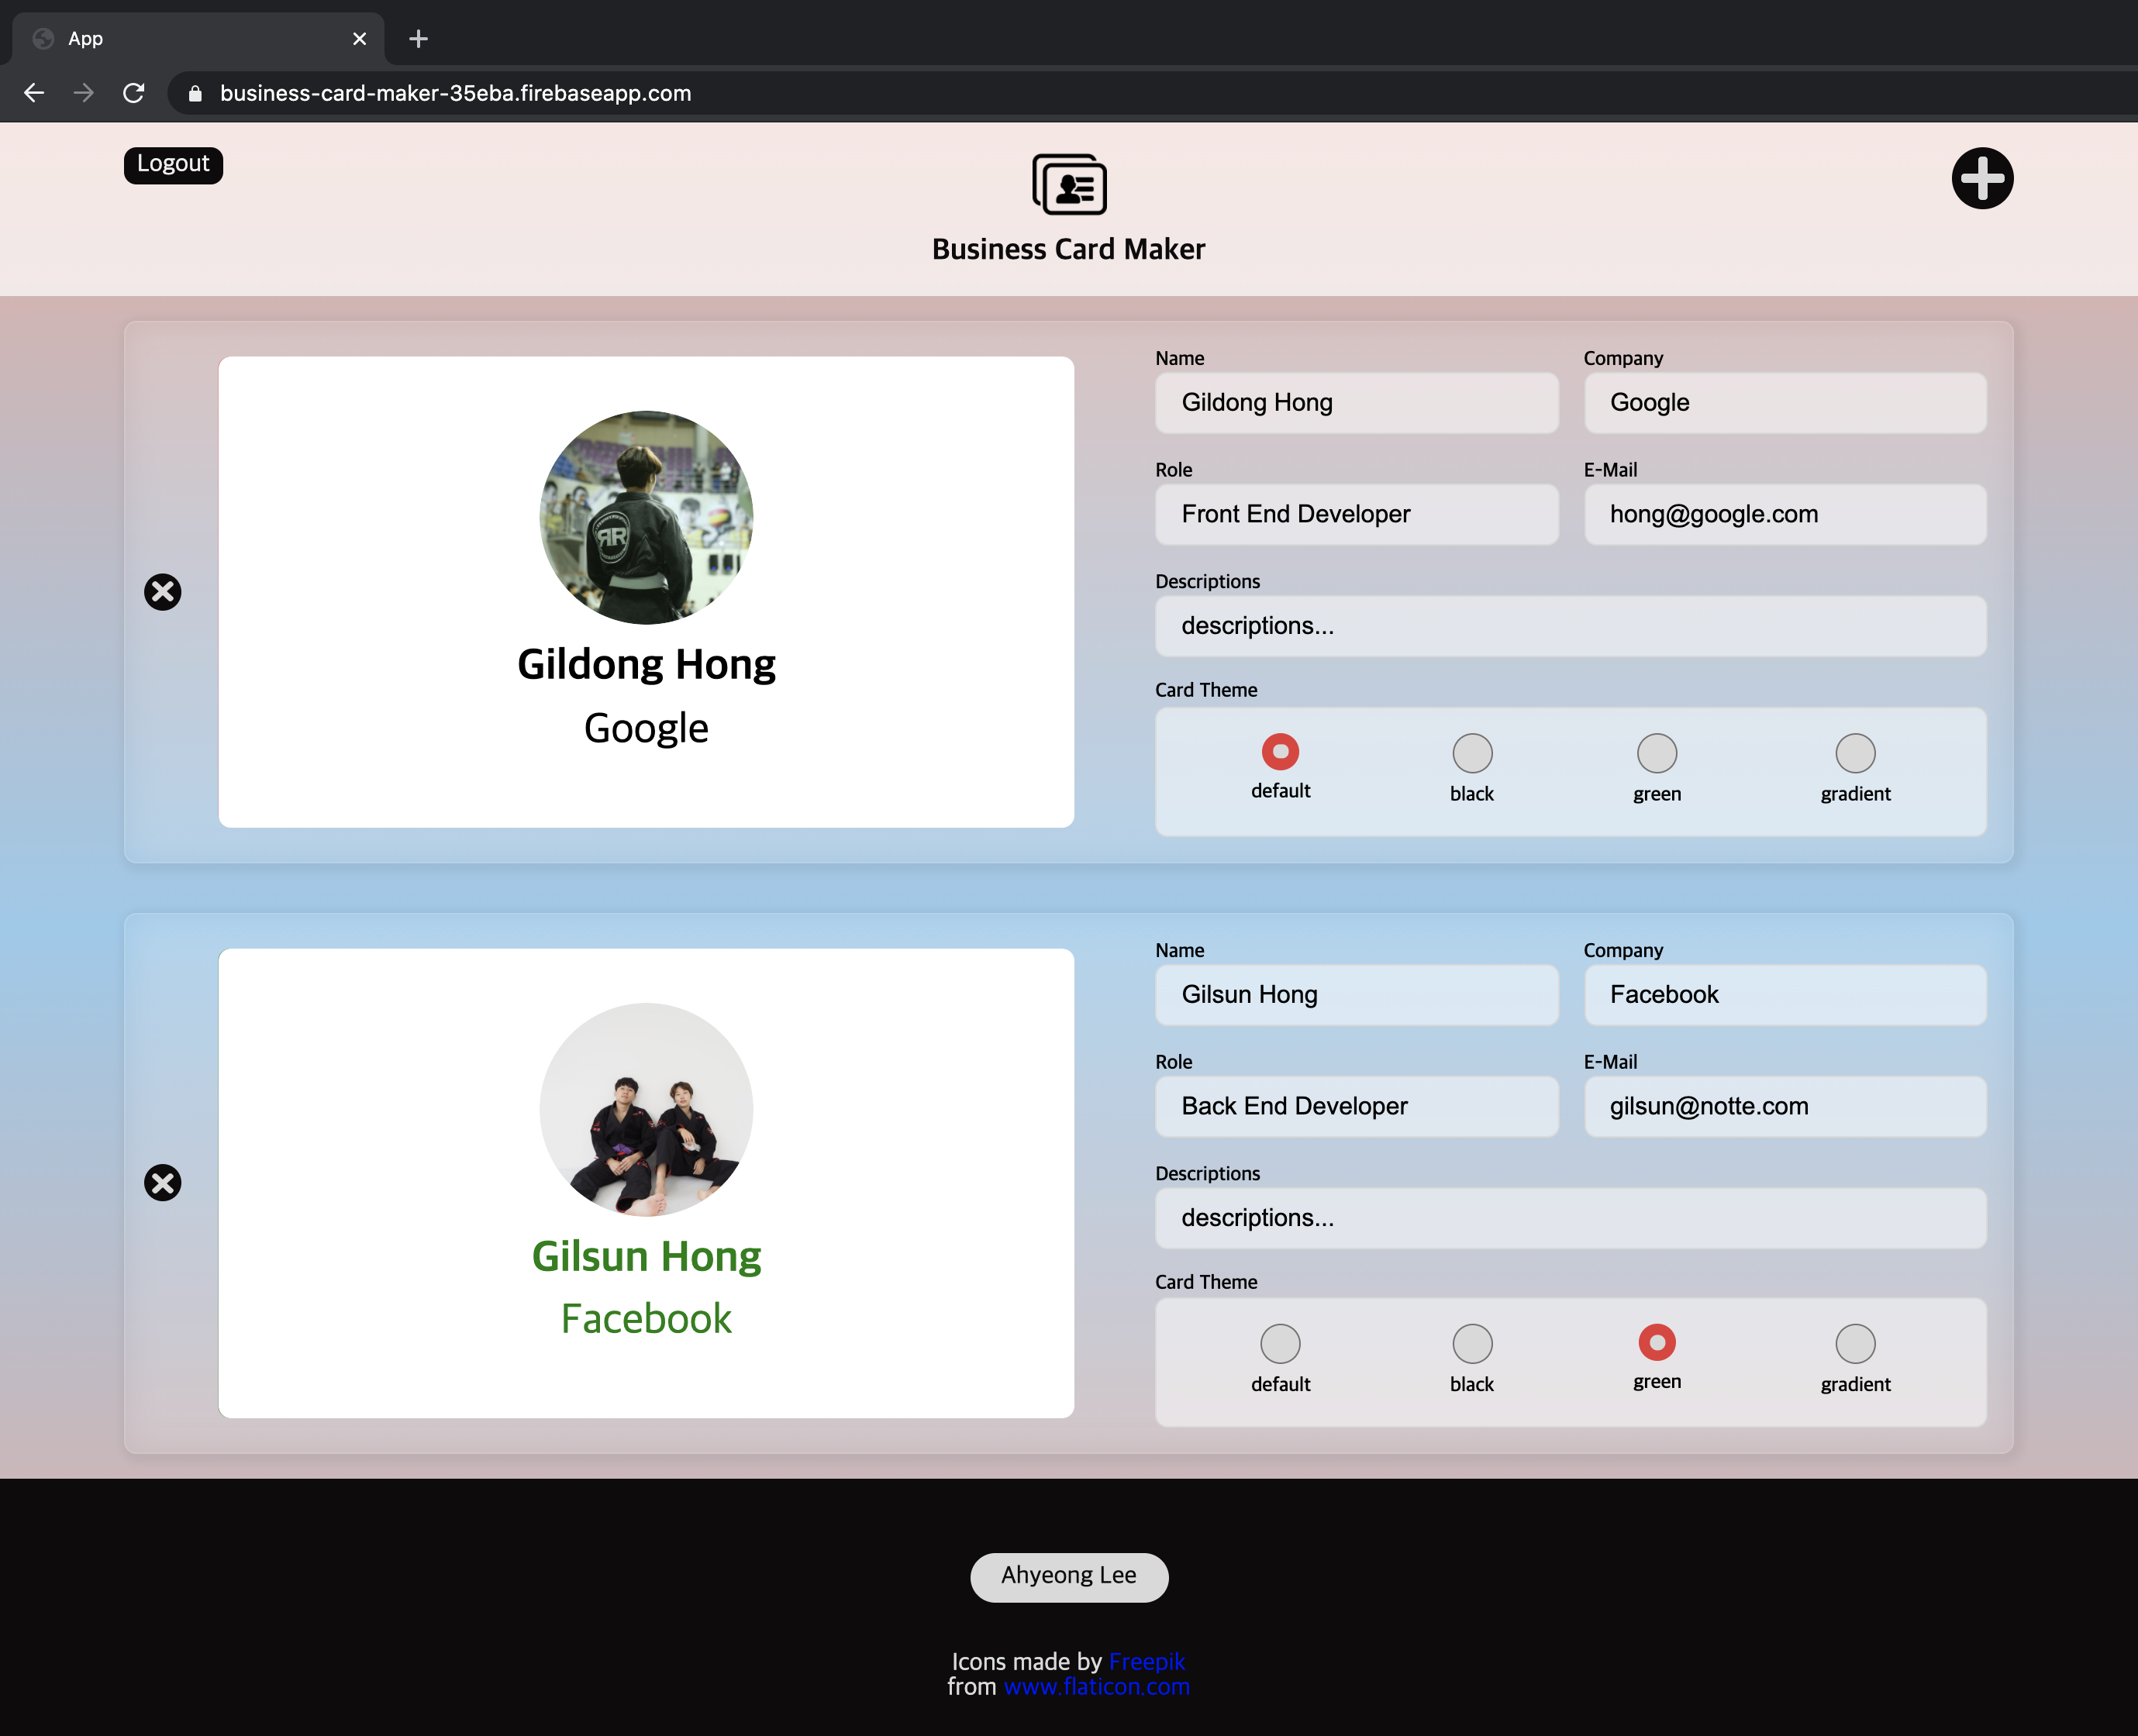 App
business-card-maker-35eba.firebaseapp.com
Logout
Business Card Maker
Gildong Hong
Google
Name
Company
Gildong Hong
Google
Role
E-Mail
Front End Developer
hong@google.com
Descriptions
descriptions...
Card Theme
default
black
green
gradient
Gilsun Hong
Facebook
Name
Company
Gilsun Hong
Facebook
Role
E-Mail
Back End Developer
gilsun@notte.com
Descriptions
descriptions...
Card Theme
default
black
green
gradient
Ahyeong Lee
Icons made by Freepik
from www.flaticon.com